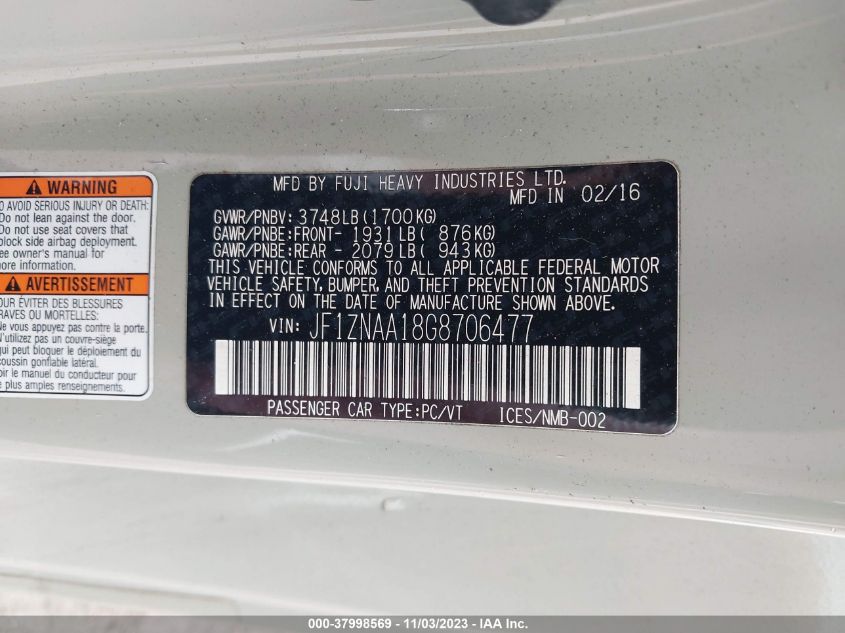 WARNING
O AVOID SERIOUS INJURY
Do not lean against the door.
Do not use seat covers that
block side airbag deployment.
ee owner's manual for
more information.
AVERTISSEMENT
OUR ÉVITER DES BLESSURES
RAVES OU MORTELLES:
Ne vous appuyez pas contre la porte.
N'utilisez pas un couvre-siège
qui peut bloquer le déploiement du
coussin gonflable latéral.
oir le manuel du conducteur pour
e plus amples renseignements.
MFD BY FUJI HEAVY INDUSTRIES LTD.
MFD IN 02/16
GVWR/PNBV: 3748LB(1700KG)
GAWR/PNBE:FRONT- 1931LB( 876KG)
GAWR/PNBE:REAR - 2079LB( 943KG)
THIS VEHICLE CONFORMS TO ALL APPLICABLE FEDERAL MOTOR
VEHICLE SAFETY, BUMPER, AND THEFT PREVENTION STANDARDS
IN EFFECT ON THE DATE OF MANUFACTURE SHOWN ABOVE.
VIN: JF1ZNAA18G8706477
PASSENGER CAR TYPE:PC/VT ICES/NMB-002
000-37998569 - 11/03/2023 - IAA Inc.